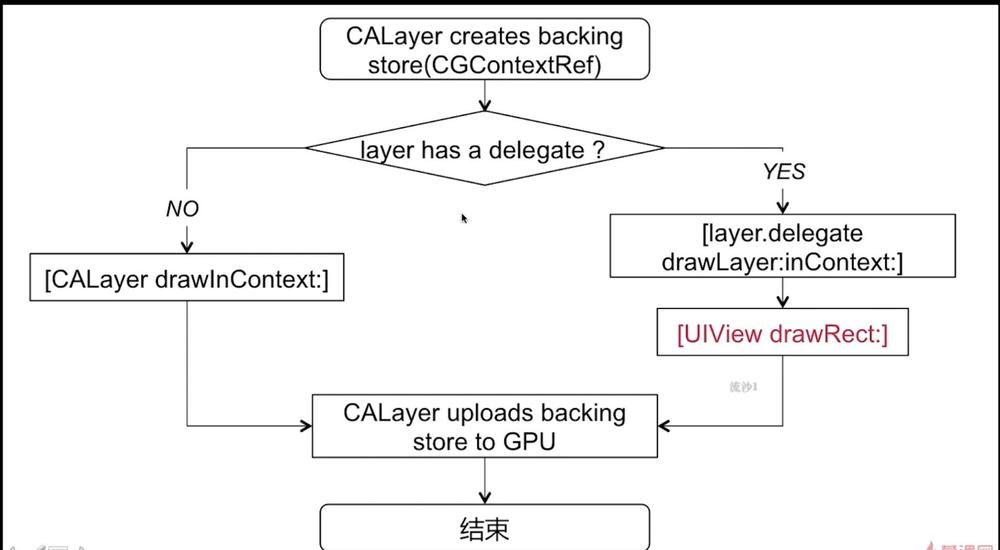 CALayer creates backing
store(CGContextRef)
layer has a delegate ?
YES
NO
[layer.delegate
drawLayer:inContext:]
[CALayer drawInContext:]
[UIView drawRect:]
流沙1
CALayer uploads backing
store to GPU
结束